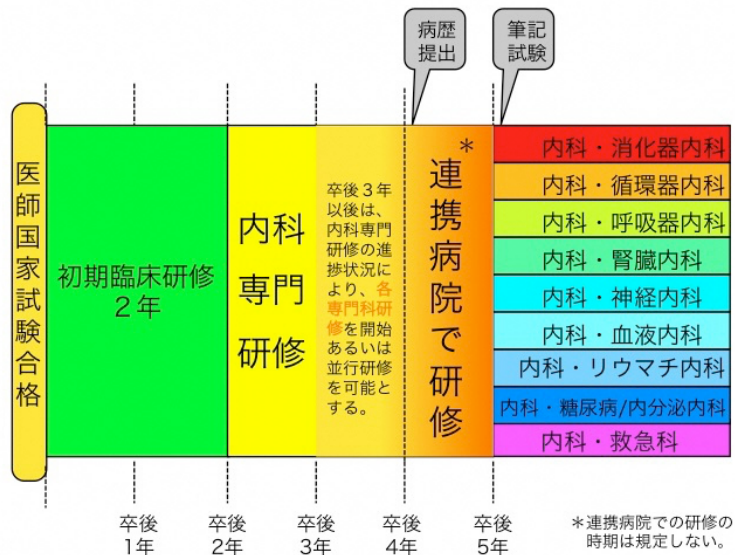 病歴
提出
筆記
試験
医師国家試験合格
初期臨床研修
2年
内科
専門
研修
卒後3年
以後は、
内科専門
研修の進
捗状況に
より、各
専門科研
修を開始
あるいは
並行研修
を可能と
する。
*
連携病院で研修
内科・消化器内科
内科・循環器内科
内科・呼吸器内科
内科・腎臓内科
内科・神経内科
内科・血液内科
内科・リウマチ内科
内科・糖尿病/内分泌内科
内科・救急科
卒後
1年
卒後
2年
卒後
3年
卒後
4年
卒後
5年
*連携病院での研修の
時期は規定しない。